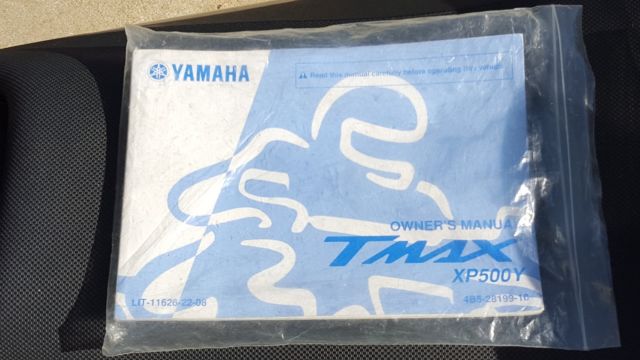 YAMAHA
Read this manual carefully before operating this vehicle.
OWNER'S MANUAL
TMAX
XP500Y
LIT-11626-22-08
4B5-28199-10